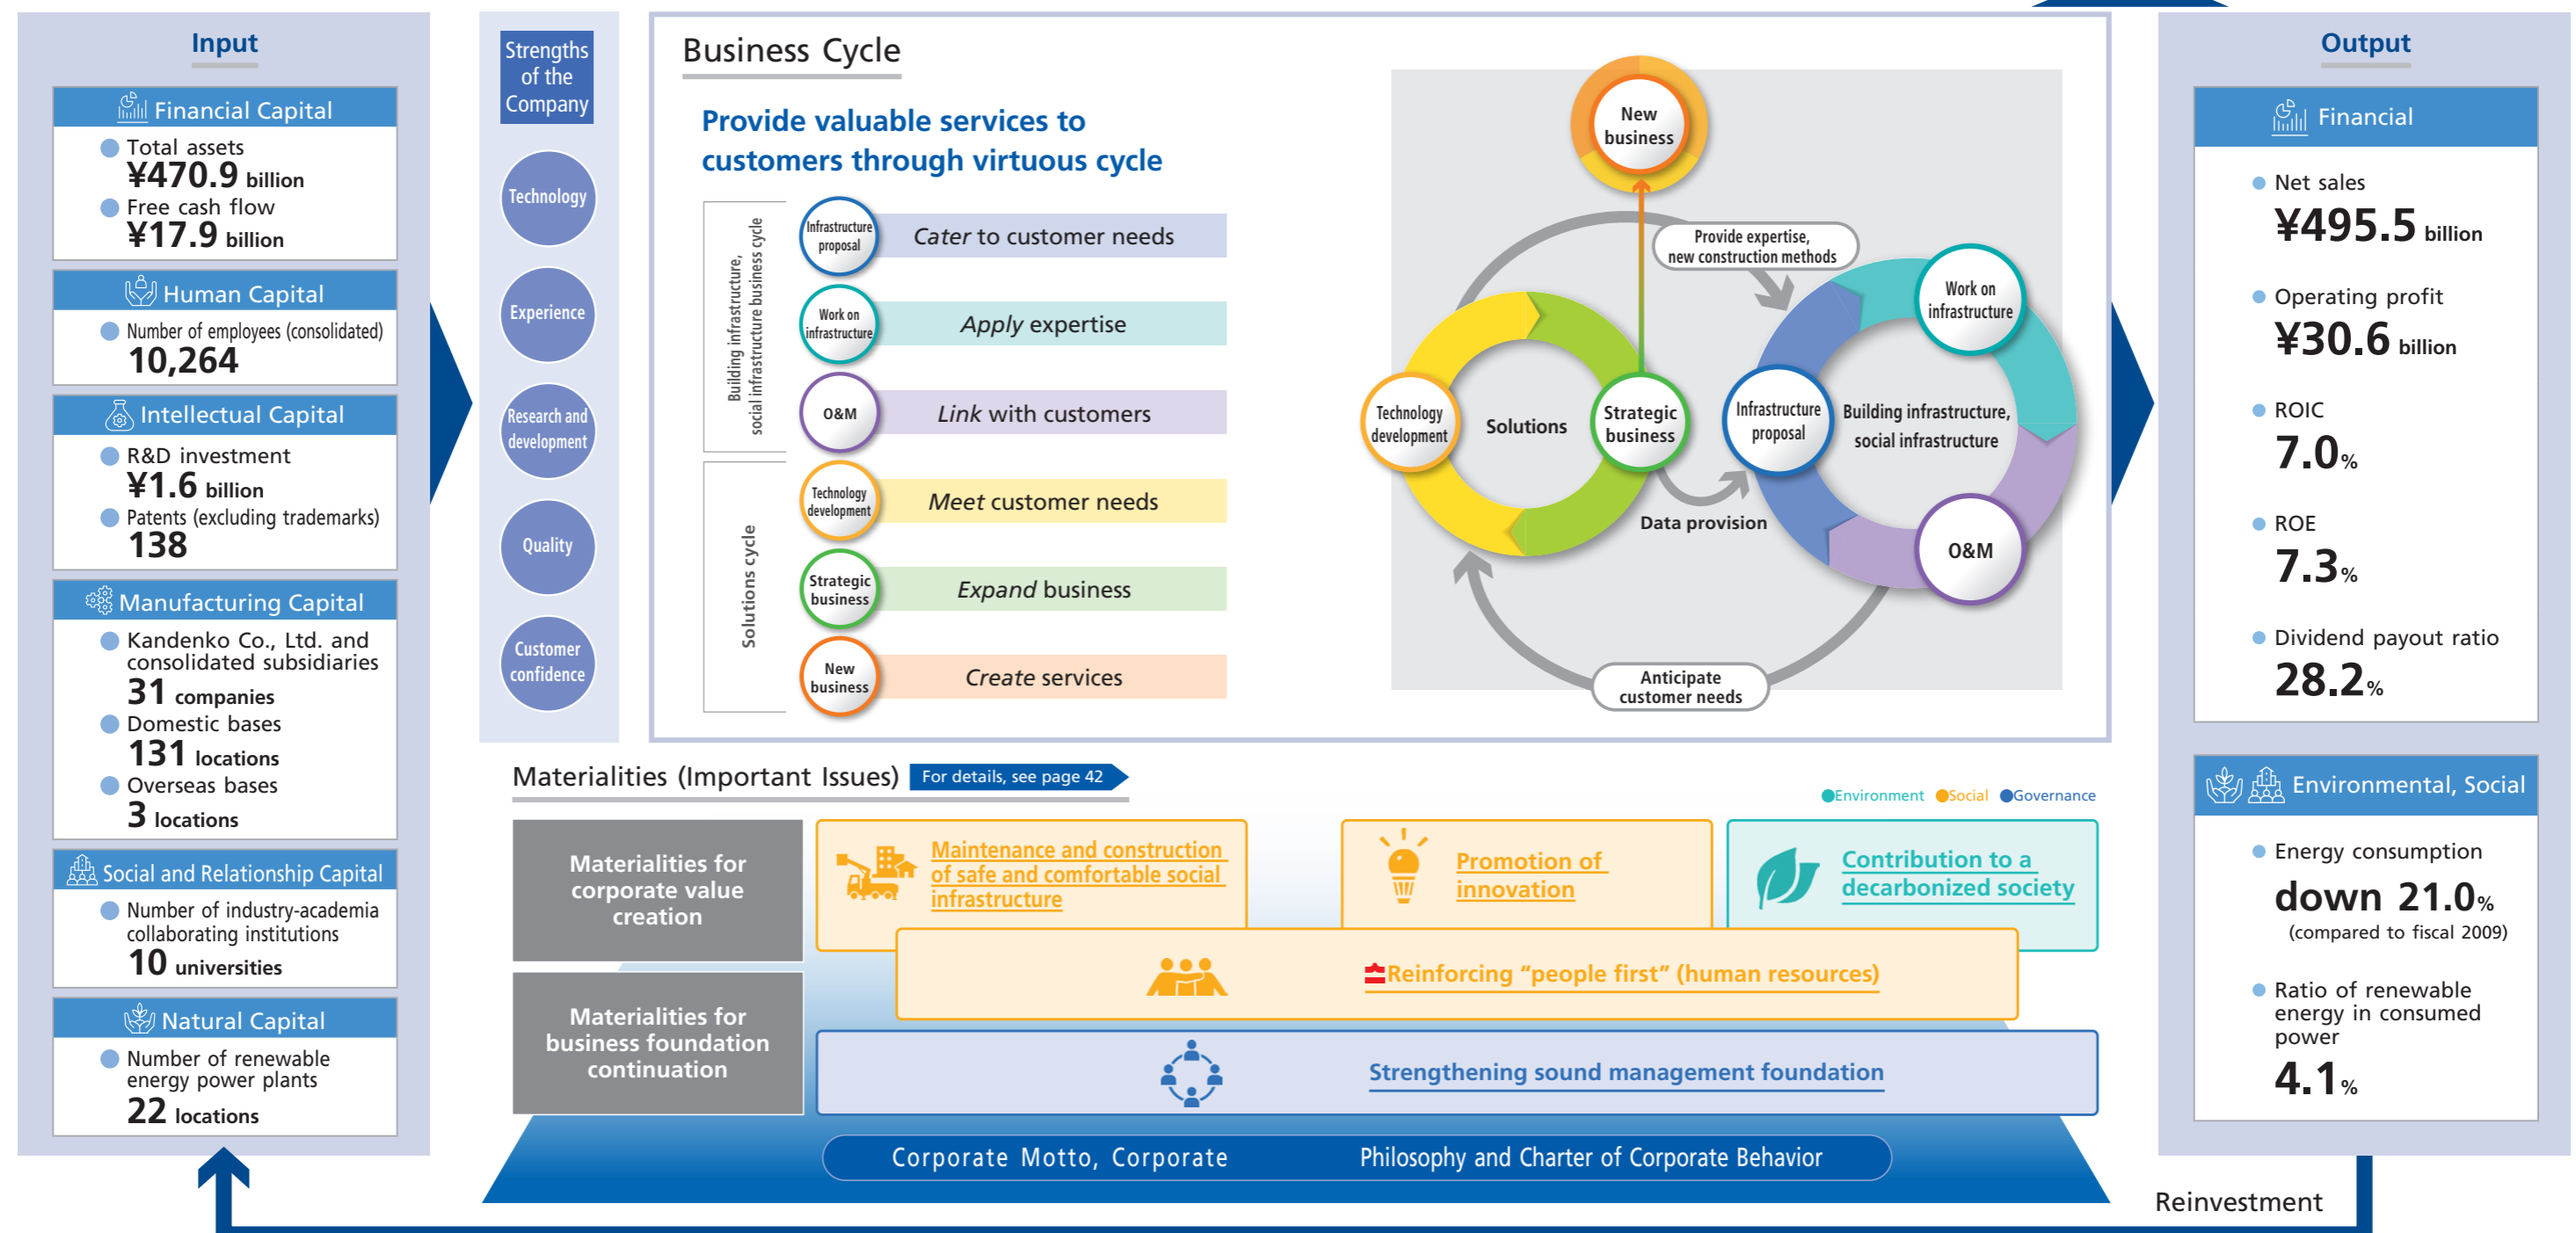 Input
Financial Capital
Total assets
¥470.9 billion
Free cash flow
¥17.9 billion
Human Capital
Number of employees (consolidated)
10,264
Intellectual Capital
R&D investment
¥1.6 billion
Patents (excluding trademarks)
138
Manufacturing Capital
Kandenko Co., Ltd. and
consolidated subsidiaries
31 companies
Domestic bases
131 locations
Overseas bases
3 locations
Social and Relationship Capital
Number of industry-academia
collaborating institutions
10 universities
Natural Capital
Number of renewable
energy power plants
22 locations
Strengths
of the
Company
Technology
Experience
Research and
development
Quality
Customer
confidence
Business Cycle
Provide valuable services to
customers through virtuous cycle
Building infrastructure,
social infrastructure business cycle
Infrastructure
proposal
Cater to customer needs
Work on
infrastructure
Apply expertise
O&M
Link with customers
Solutions cycle
Technology
development
Meet customer needs
Strategic
business
Expand business
New
business
Create services
New
business
Provide expertise,
new construction methods
Work on
infrastructure
Technology
development
Solutions
Strategic
business
Infrastructure
proposal
Building infrastructure,
social infrastructure
Data provision
O&M
Anticipate
customer needs
Materialities (Important Issues)
For details, see page 42
Environment
Social
Governance
Materialities for
corporate value
creation
Maintenance and construction
of safe and comfortable social
infrastructure
Promotion of
innovation
Contribution to a
decarbonized society
Reinforcing “people first” (human resources)
Materialities for
business foundation
continuation
Strengthening sound management foundation
Corporate Motto, Corporate Philosophy and Charter of Corporate Behavior
Output
Financial
Net sales
¥495.5 billion
Operating profit
¥30.6 billion
ROIC
7.0%
ROE
7.3%
Dividend payout ratio
28.2%
Environmental, Social
Energy consumption
down 21.0%
(compared to fiscal 2009)
Ratio of renewable
energy in consumed
power
4.1%
Reinvestment